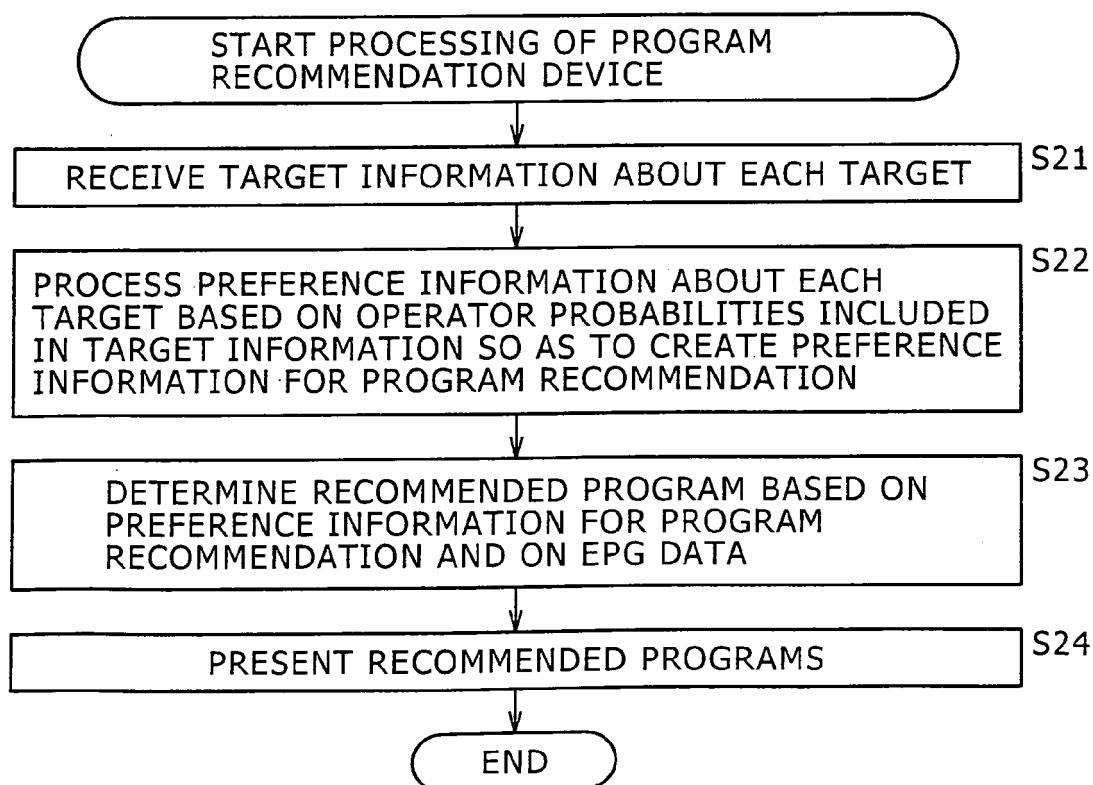 START PROCESSING OF PROGRAM
RECOMMENDATION DEVICE
S21
RECEIVE TARGET INFORMATION ABOUT EACH TARGET
S22
PROCESS PREFERENCE INFORMATION ABOUT EACH
TARGET BASED ON OPERATOR PROBABILITIES INCLUDED
IN TARGET INFORMATION SO AS TO CREATE PREFERENCE
INFORMATION FOR PROGRAM RECOMMENDATION
S23
DETERMINE RECOMMENDED PROGRAM BASED ON
PREFERENCE INFORMATION FOR PROGRAM
RECOMMENDATION AND ON EPG DATA
S24
PRESENT RECOMMENDED PROGRAMS
END